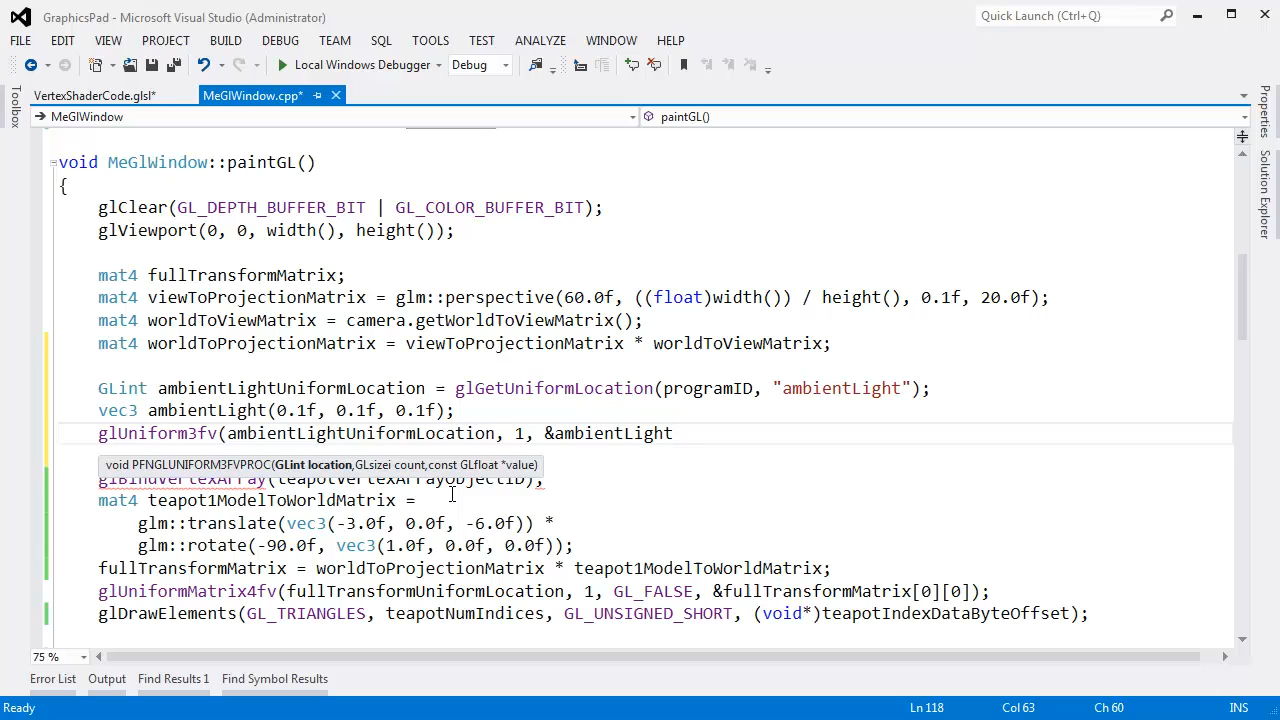 GraphicsPad - Microsoft Visual Studio (Administrator)
Quick Launch (Ctrl+Q)
FILE EDIT VIEW PROJECT BUILD DEBUG TEAM SQL TOOLS TEST ANALYZE WINDOW HELP
Local Windows Debugger Debug
VertexShaderCode.glsl* MeGlWindow.cpp*
MeGlWindow paintGL()
Toolbox
Properties
Solution Explorer
void MeGlWindow::paintGL()
{
glClear(GL_DEPTH_BUFFER_BIT | GL_COLOR_BUFFER_BIT);
glViewport(0, 0, width(), height());
mat4 fullTransformMatrix;
mat4 viewToProjectionMatrix = glm::perspective(60.0f, ((float)width()) / height(), 0.1f, 20.0f);
mat4 worldToViewMatrix = camera.getWorldToViewMatrix();
mat4 worldToProjectionMatrix = viewToProjectionMatrix * worldToViewMatrix;
GLint ambientLightUniformLocation = glGetUniformLocation(programID, "ambientLight");
vec3 ambientLight(0.1f, 0.1f, 0.1f);
glUniform3fv(ambientLightUniformLocation, 1, &ambientLight
void PFNGLUNIFORM3FVPROC(GLint location,GLsizei count,const GLfloat *value)
glBindVertexArray(teapotVertexArrayObjectID);
mat4 teapot1ModelToWorldMatrix =
glm::translate(vec3(-3.0f, 0.0f, -6.0f)) *
glm::rotate(-90.0f, vec3(1.0f, 0.0f, 0.0f));
fullTransformMatrix = worldToProjectionMatrix * teapot1ModelToWorldMatrix;
glUniformMatrix4fv(fullTransformUniformLocation, 1, GL_FALSE, &fullTransformMatrix[0][0]);
glDrawElements(GL_TRIANGLES, teapotNumIndices, GL_UNSIGNED_SHORT, (void*)teapotIndexDataByteOffset);
75 %
Error List Output Find Results 1 Find Symbol Results
Ready Ln 118 Col 63 Ch 60 INS